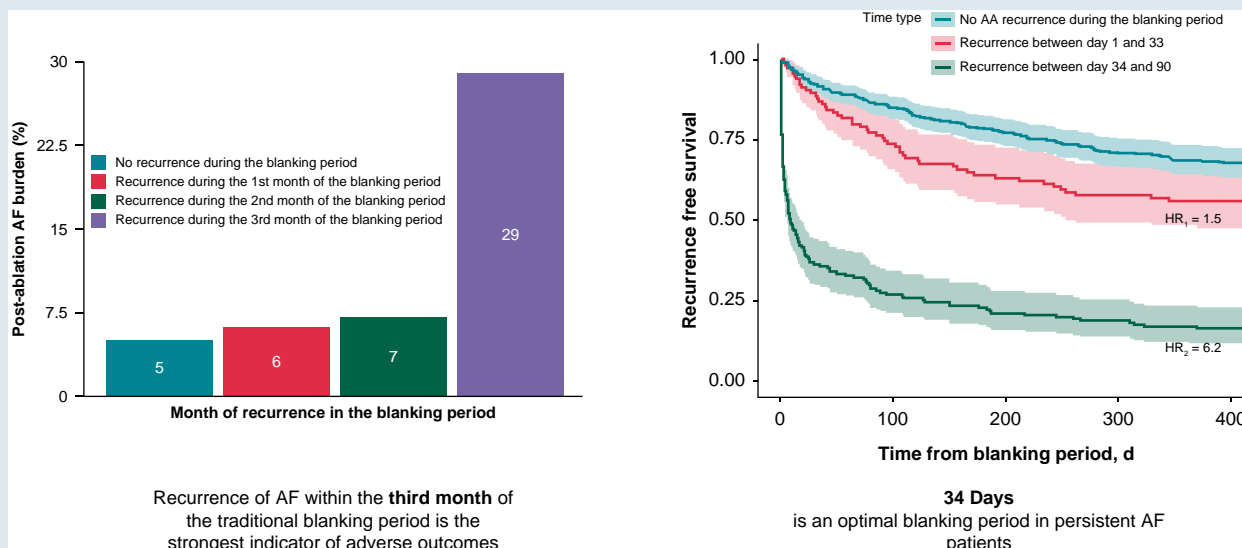 Post-ablation AF burden (%)
30
22.5
15
7.5
0
No recurrence during the blanking period
Recurrence during the 1st month of the blanking period
Recurrence during the 2nd month of the blanking period
Recurrence during the 3rd month of the blanking period
5
6
7
29
Month of recurrence in the blanking period
Recurrence of AF within the third month of
the traditional blanking period is the
strongest indicator of adverse outcomes
Time type
No AA recurrence during the blanking period
Recurrence between day 1 and 33
Recurrence between day 34 and 90
Recurrence free survival
1.00
0.75
0.50
0.25
0.00
HR₁ = 1.5
HR₂ = 6.2
0
100
200
300
400
Time from blanking period, d
34 Days
is an optimal blanking period in persistent AF
patients